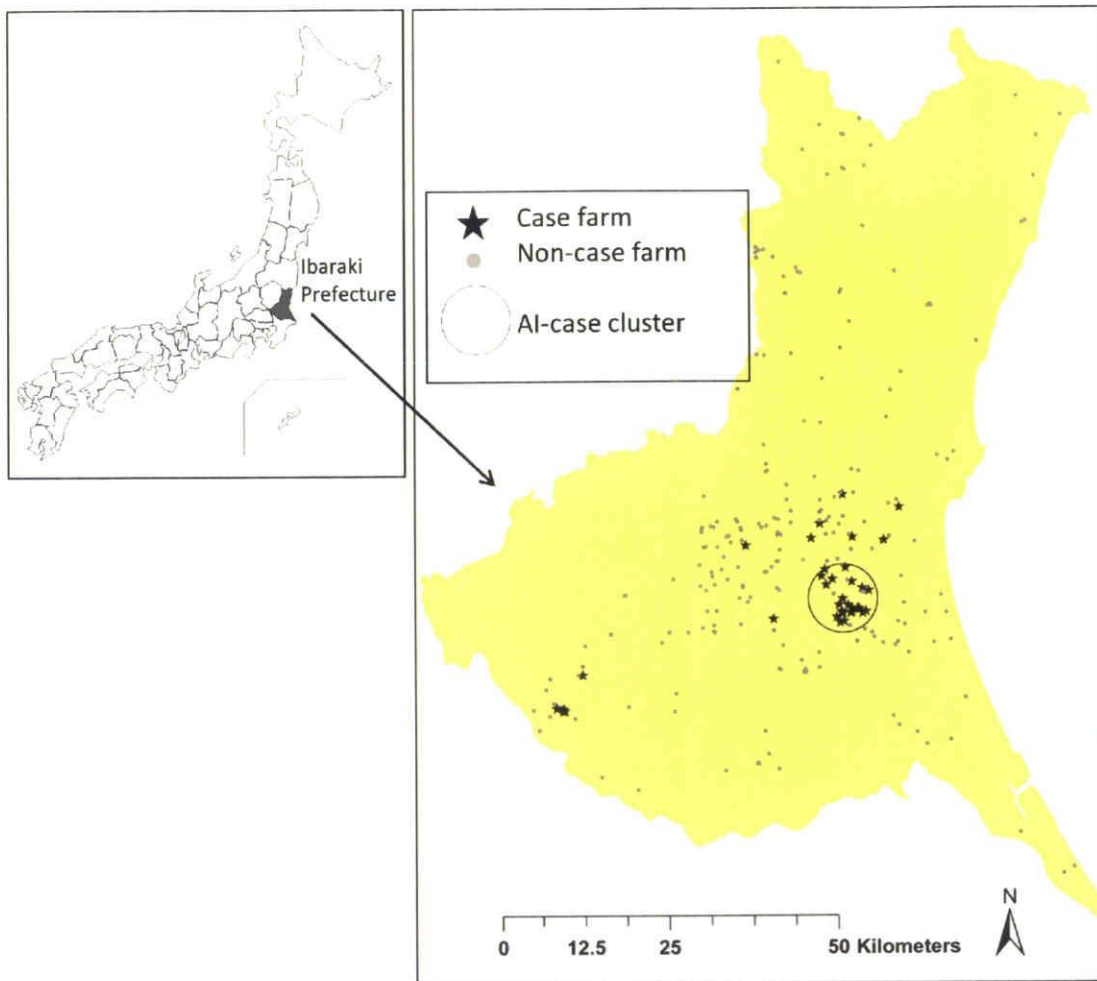 Ibaraki
Prefecture
Case farm
Non-case farm
AI-case cluster
N
0 12.5 25 50 Kilometers